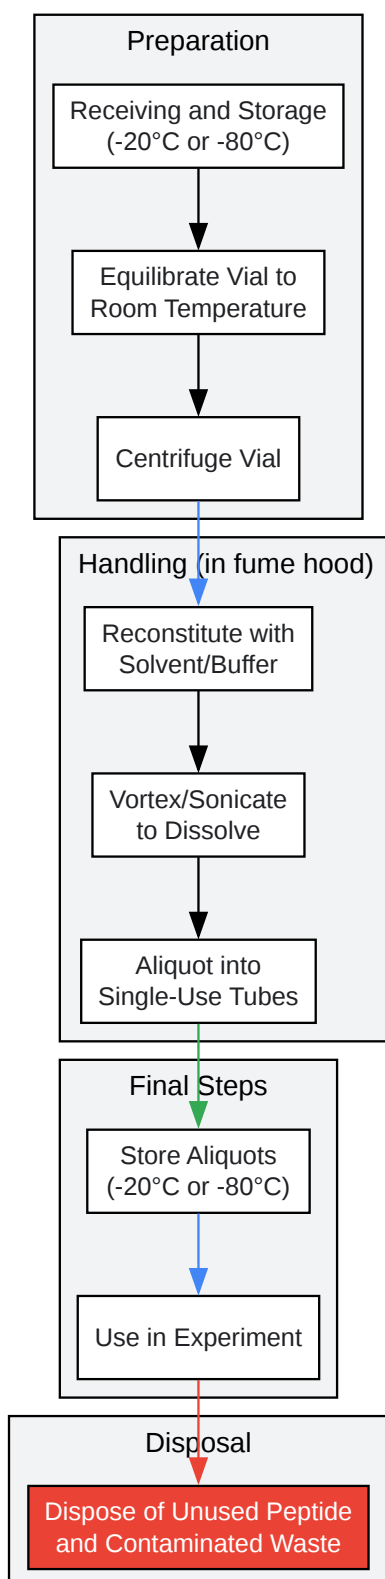 Preparation
Receiving and Storage
(-20°C or -80°C)
Equilibrate Vial to
Room Temperature
Centrifuge Vial
Handling (in fume hood)
Reconstitute with
Solvent/Buffer
Vortex/Sonicate
to Dissolve
Aliquot into
Single-Use Tubes
Final Steps
Store Aliquots
(-20°C or -80°C)
Use in Experiment
Disposal
Dispose of Unused Peptide
and Contaminated Waste